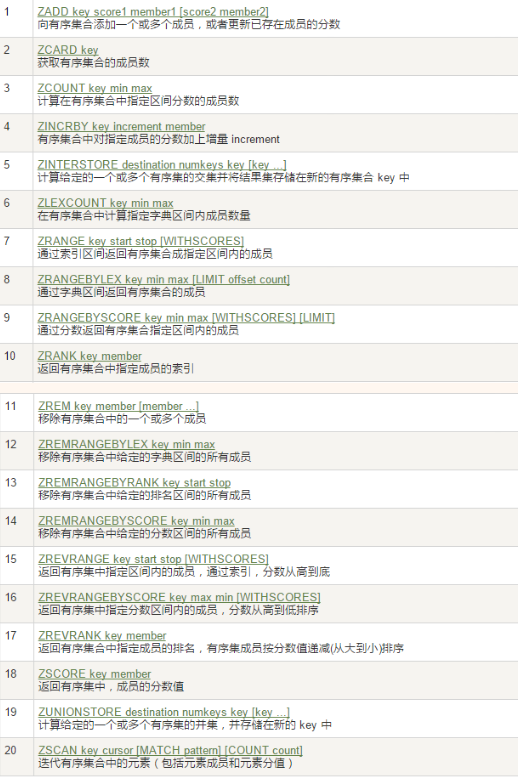 1
ZADD key score1 member1 [score2 member2]
向有序集合添加一个或多个成员，或者更新已存在成员的分数
2
ZCARD key
获取有序集合的成员数
3
ZCOUNT key min max
计算在有序集合中指定区间分数的成员数
4
ZINCRBY key increment member
有序集合中对指定成员的分数加上增量 increment
5
ZINTERSTORE destination numkeys key [key ...]
计算给定的一个或多个有序集的交集并将结果集存储在新的有序集合 key 中
6
ZLEXCOUNT key min max
在有序集合中计算指定字典区间内成员数量
7
ZRANGE key start stop [WITHSCORES]
通过索引区间返回有序集合成指定区间内的成员
8
ZRANGEBYLEX key min max [LIMIT offset count]
通过字典区间返回有序集合的成员
9
ZRANGEBYSCORE key min max [WITHSCORES] [LIMIT]
通过分数返回有序集合指定区间内的成员
10
ZRANK key member
返回有序集合中指定成员的索引
11
ZREM key member [member ...]
移除有序集合中的一个或多个成员
12
ZREMRANGEBYLEX key min max
移除有序集合中给定的字典区间的所有成员
13
ZREMRANGEBYRANK key start stop
移除有序集合中给定的排名区间的所有成员
14
ZREMRANGEBYSCORE key min max
移除有序集合中给定的分数区间的所有成员
15
ZREVRANGE key start stop [WITHSCORES]
返回有序集中指定区间内的成员，通过索引，分数从高到底
16
ZREVRANGEBYSCORE key max min [WITHSCORES]
返回有序集中指定分数区间内的成员，分数从高到低排序
17
ZREVRANK key member
返回有序集合中指定成员的排名，有序集成员按分数值递减(从大到小)排序
18
ZSCORE key member
返回有序集中，成员的分数值
19
ZUNIONSTORE destination numkeys key [key ...]
计算给定的一个或多个有序集的并集，并存储在新的 key 中
20
ZSCAN key cursor [MATCH pattern] [COUNT count]
迭代有序集合中的元素（包括元素成员和元素分值）